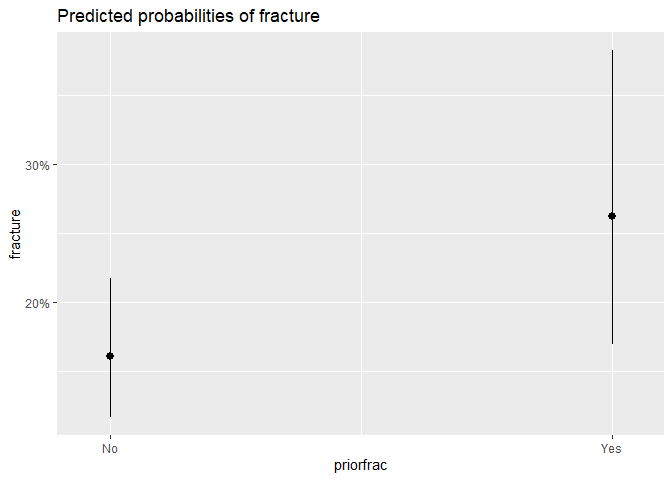 Predicted probabilities of fracture
30%
20%
fracture
No
Yes
priorfrac